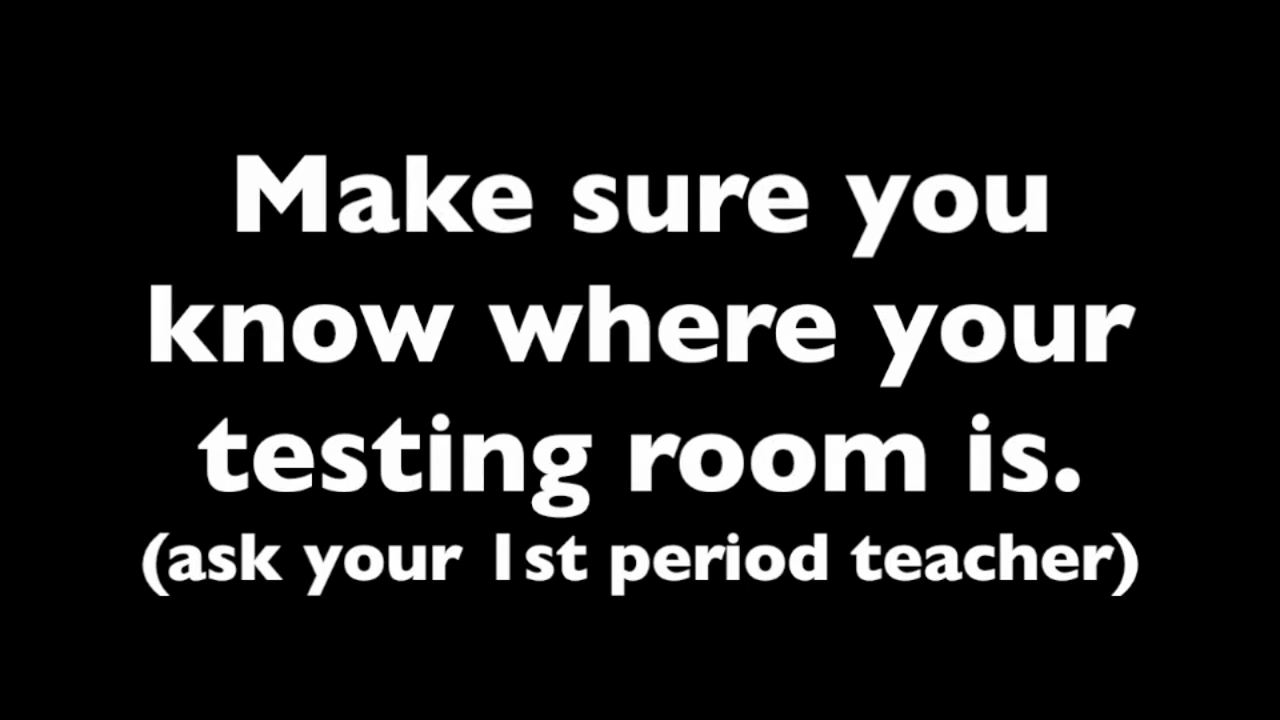 Make sure you
know where your
testing room is.
(ask your 1st period teacher)